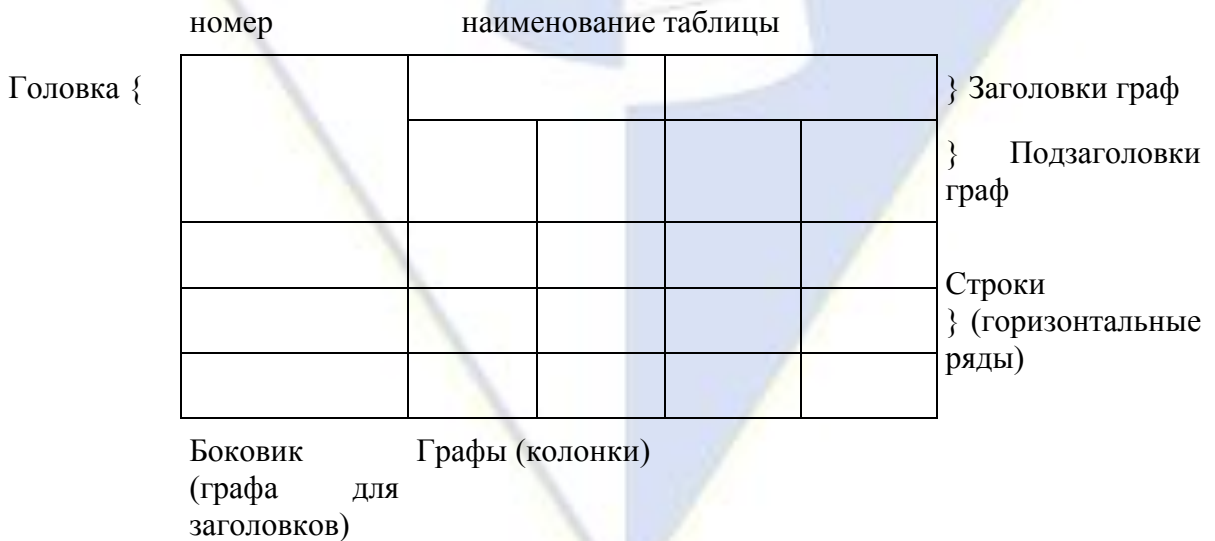 номер наименование таблицы
Головка { } Заголовки граф
} Подзаголовки
граф
Строки
} (горизонтальные
ряды)
Боковик Графы (колонки)
(графа для
заголовков)